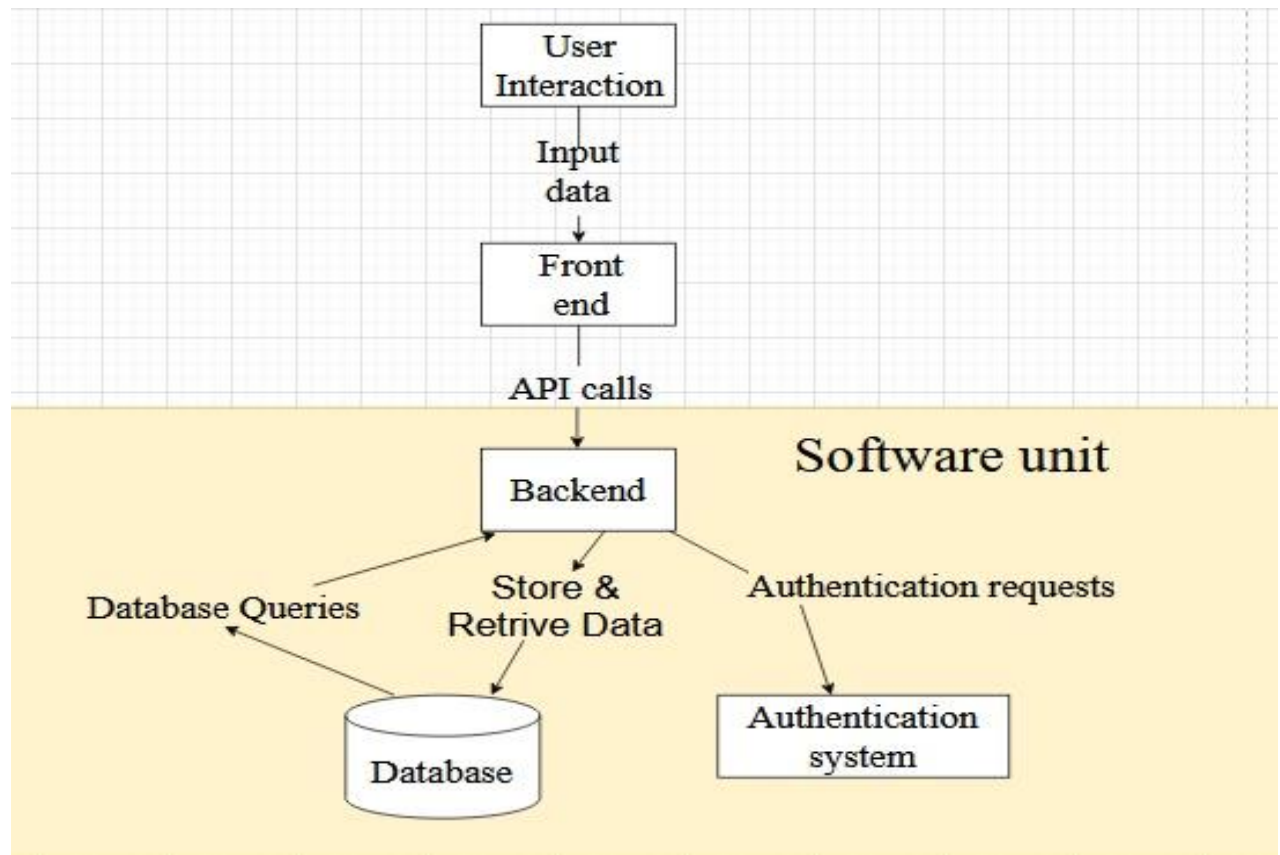 User
Interaction
Input
data
Front
end
API calls
Software unit
Backend
Database Queries
Store &
Retrive Data
Authentication requests
Database
Authentication
system